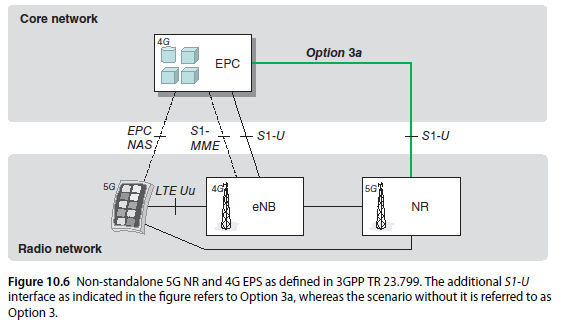 Core network
4G
EPC
Option 3a
EPC
NAS
S1-
MME
S1-U
S1-U
5G
LTE Uu
4G
eNB
5G
NR
Radio network
Figure 10.6 Non-standalone 5G NR and 4G EPS as defined in 3GPP TR 23.799. The additional S1-U
interface as indicated in the figure refers to Option 3a, whereas the scenario without it is referred to as
Option 3.